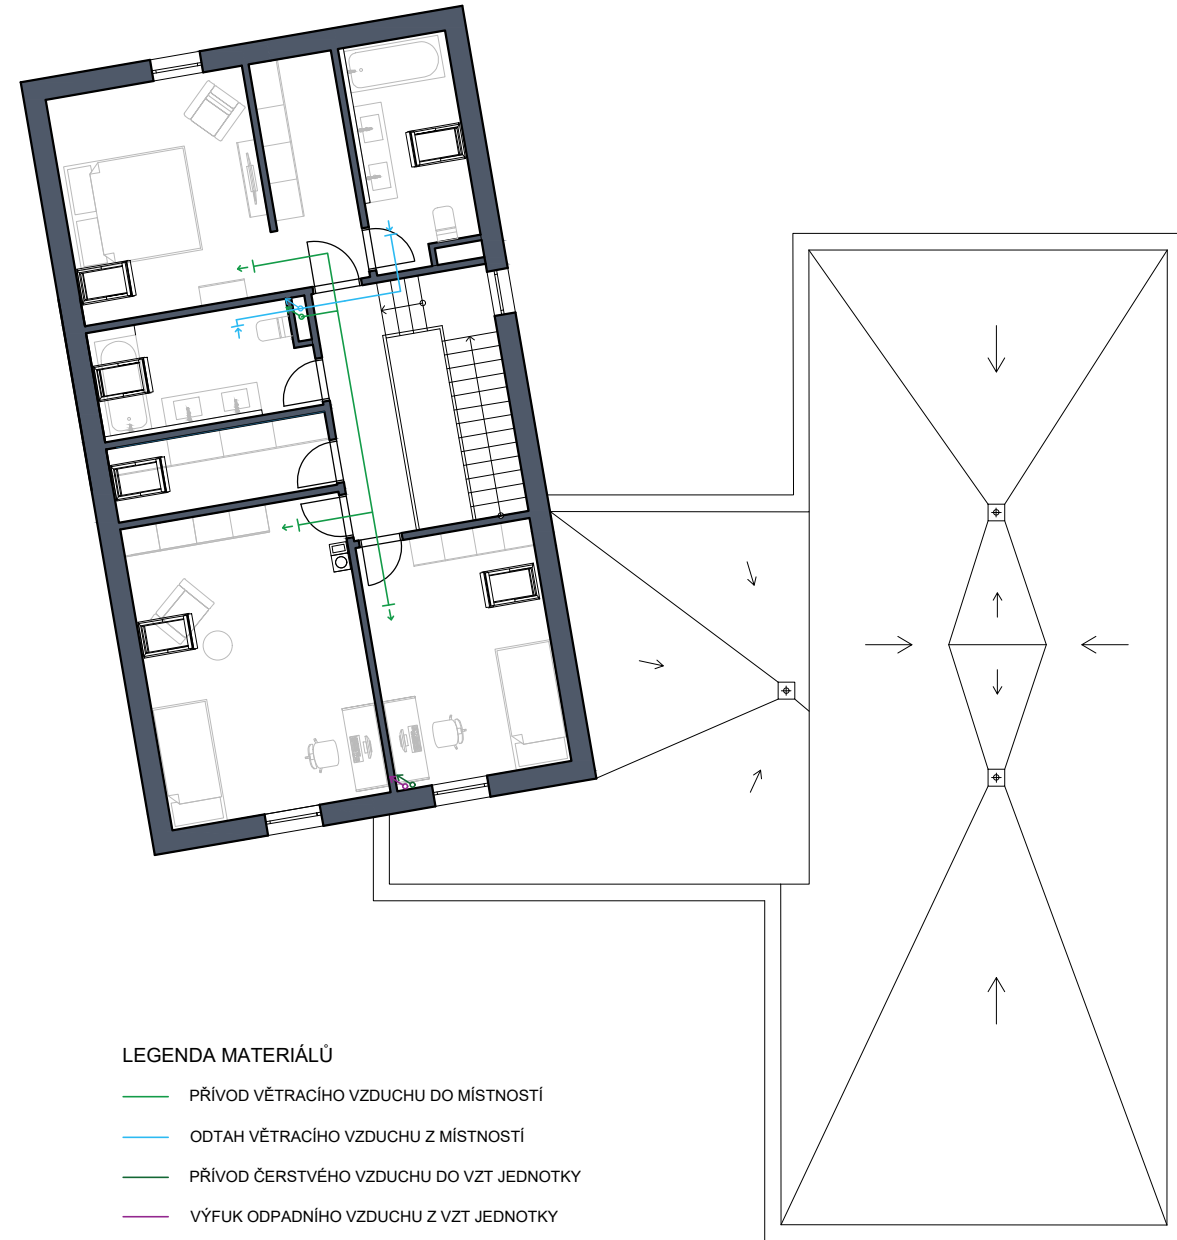 LEGENDA MATERIÁLŮ
PŘÍVOD VĚTRACÍHO VZDUCHU DO MÍSTNOSTÍ
ODTAH VĚTRACÍHO VZDUCHU Z MÍSTNOSTÍ
PŘÍVOD ČERSTVÉHO VZDUCHU DO VZT JEDNOTKY
VÝFUK ODPADNÍHO VZDUCHU Z VZT JEDNOTKY